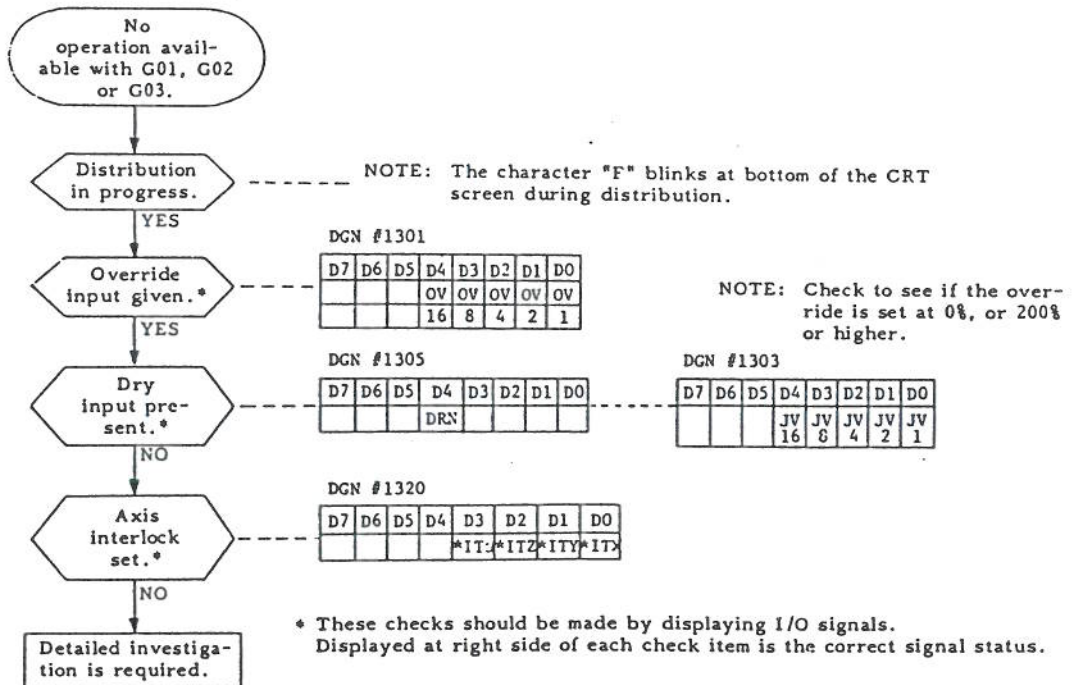 No
operation avail-
able with G01, G02
or G03.
Distribution
in progress.
NOTE: The character "F" blinks at bottom of the CRT
screen during distribution.
YES
DGN #1301
D7 D6 D5 D4 D3 D2 D1 D0
OV OV OV OV OV
16 8 4 2 1
Override
input given.*
NOTE: Check to see if the over-
ride is set at 0%, or 200%
or higher.
YES
DGN #1305
D7 D6 D5 D4 D3 D2 D1 D0
DRN
DGN #1303
D7 D6 D5 D4 D3 D2 D1 D0
JV JV JV JV JV
16 8 4 2 1
Dry
input pre-
sent.*
NO
DGN #1320
D7 D6 D5 D4 D3 D2 D1 D0
*ITZ *ITY *ITX
Axis
interlock
set.*
NO
Detailed investiga-
tion is required.
* These checks should be made by displaying I/O signals.
Displayed at right side of each check item is the correct signal status.